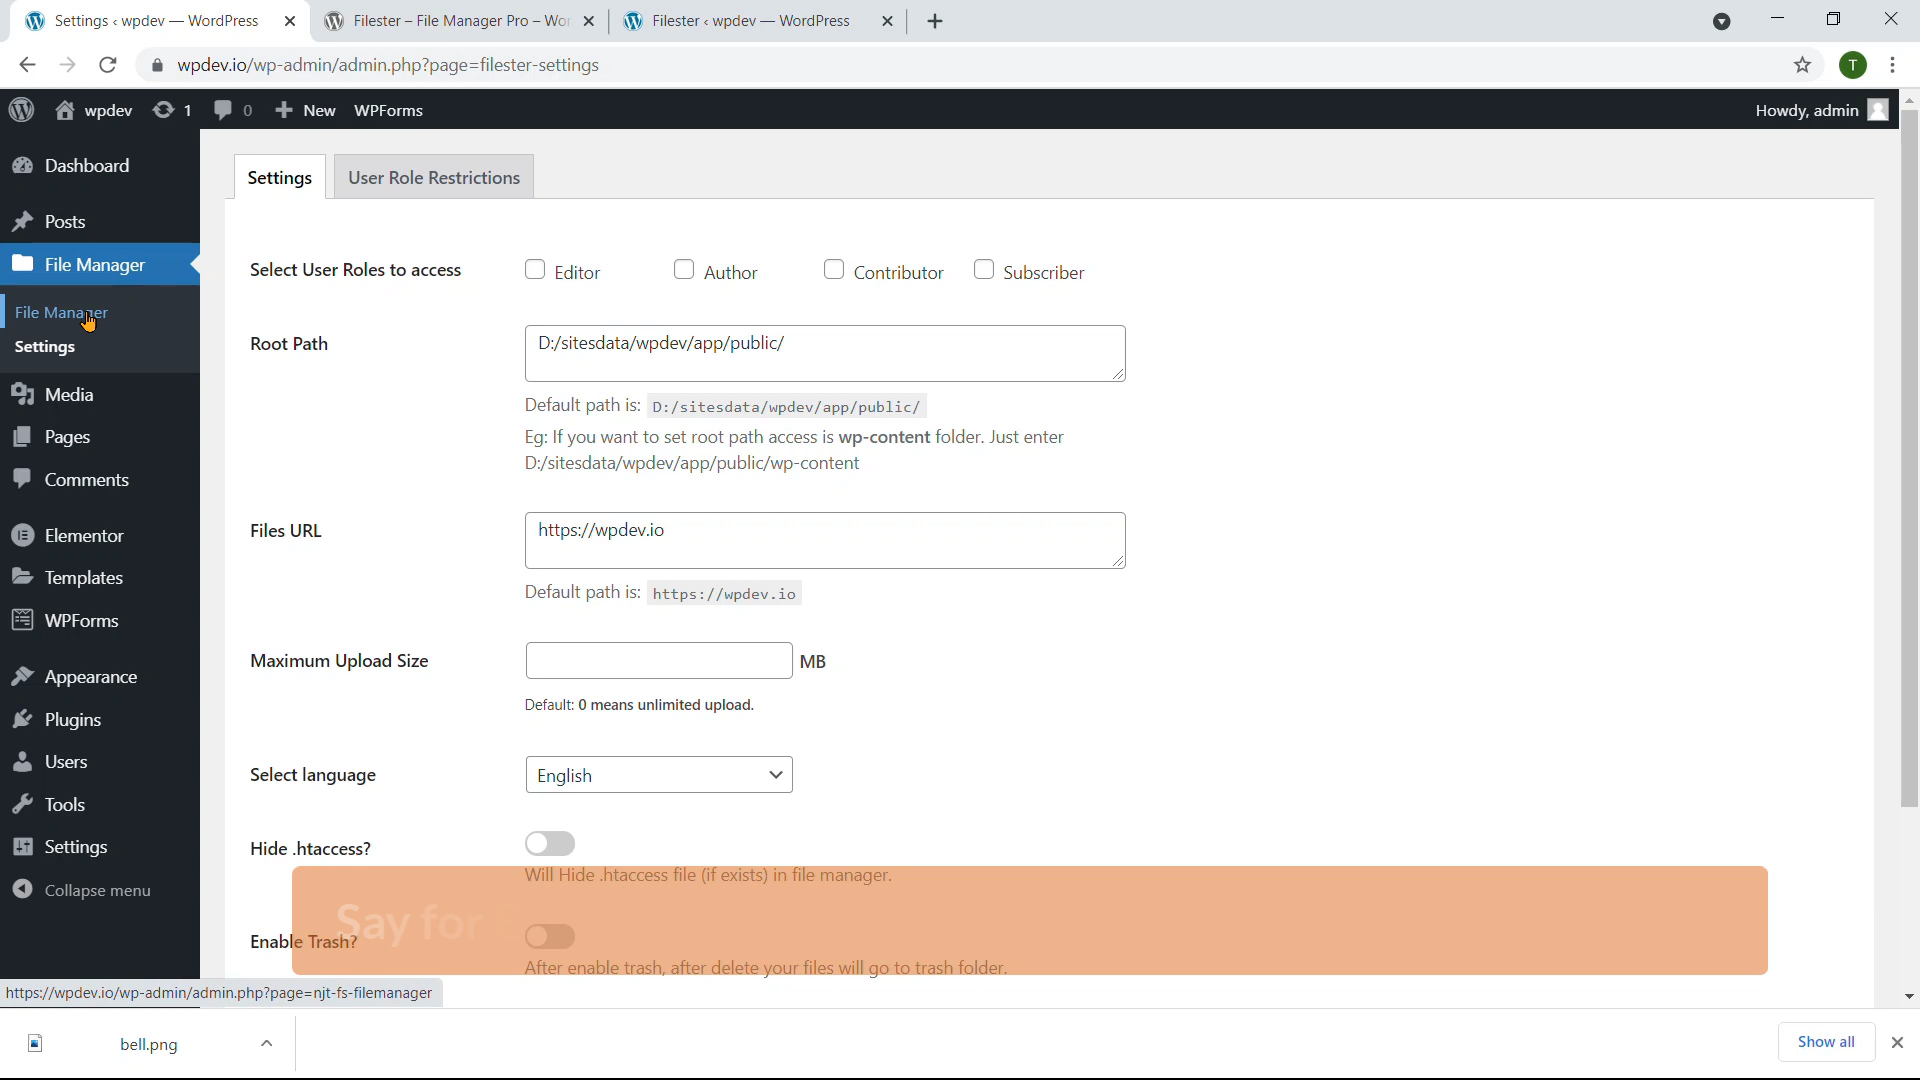 Settings ‹ wpdev — WordPress
Filester – File Manager Pro – Wor
Filester ‹ wpdev — WordPress
wpdev.io/wp-admin/admin.php?page=filester-settings
T
wpdev 1 0 New WPForms
Howdy, admin
Dashboard
Posts
File Manager
File Manager
Settings
Media
Pages
Comments
Elementor
Templates
WPForms
Appearance
Plugins
Users
Tools
Settings
Collapse menu
Settings
User Role Restrictions
Select User Roles to access
Editor Author Contributor Subscriber
Root Path
D:/sitesdata/wpdev/app/public/
Default path is: D:/sitesdata/wpdev/app/public/
Eg: If you want to set root path access is wp-content folder. Just enter
D:/sitesdata/wpdev/app/public/wp-content
Files URL
https://wpdev.io
Default path is: https://wpdev.io
Maximum Upload Size
MB
Default: 0 means unlimited upload.
Select language
English
Hide .htaccess?
Will Hide .htaccess file (if exists) in file manager.
Say for
Enable Trash?
After enable trash, after delete your files will go to trash folder.
https://wpdev.io/wp-admin/admin.php?page=njt-fs-filemanager
bell.png
Show all